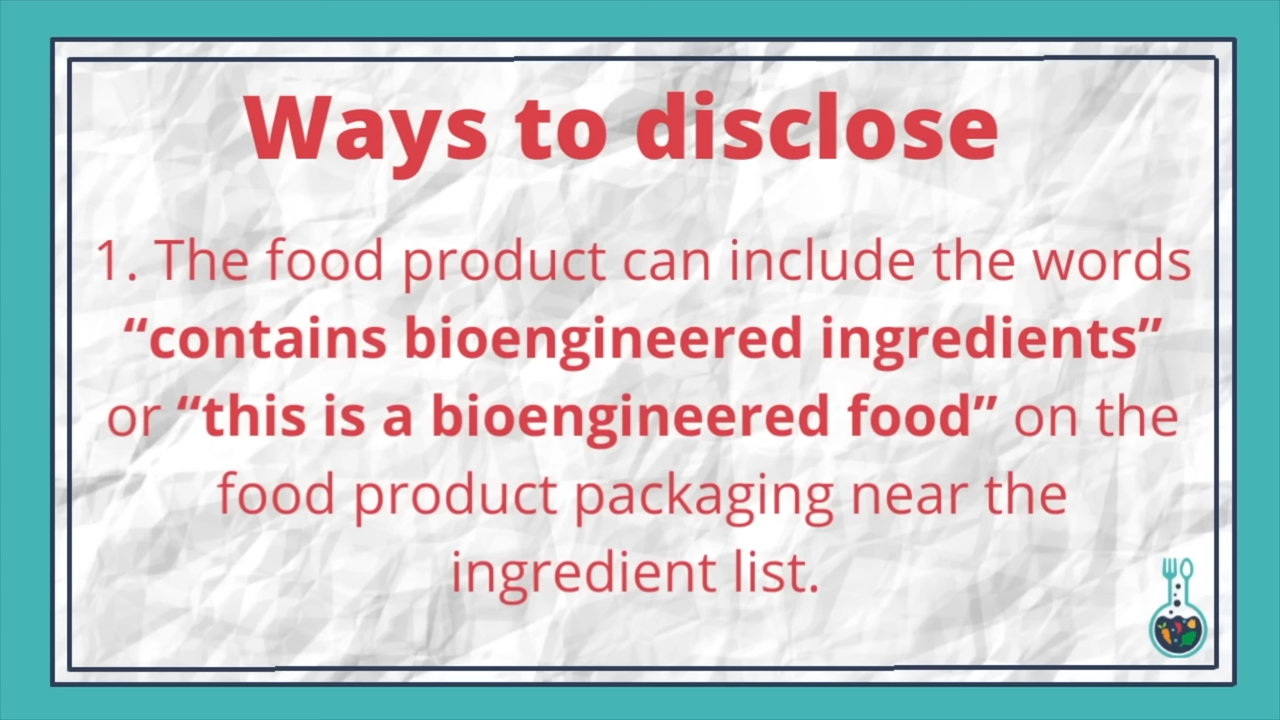 Ways to disclose
1. The food product can include the words
“contains bioengineered ingredients”
or “this is a bioengineered food” on the
food product packaging near the
ingredient list.